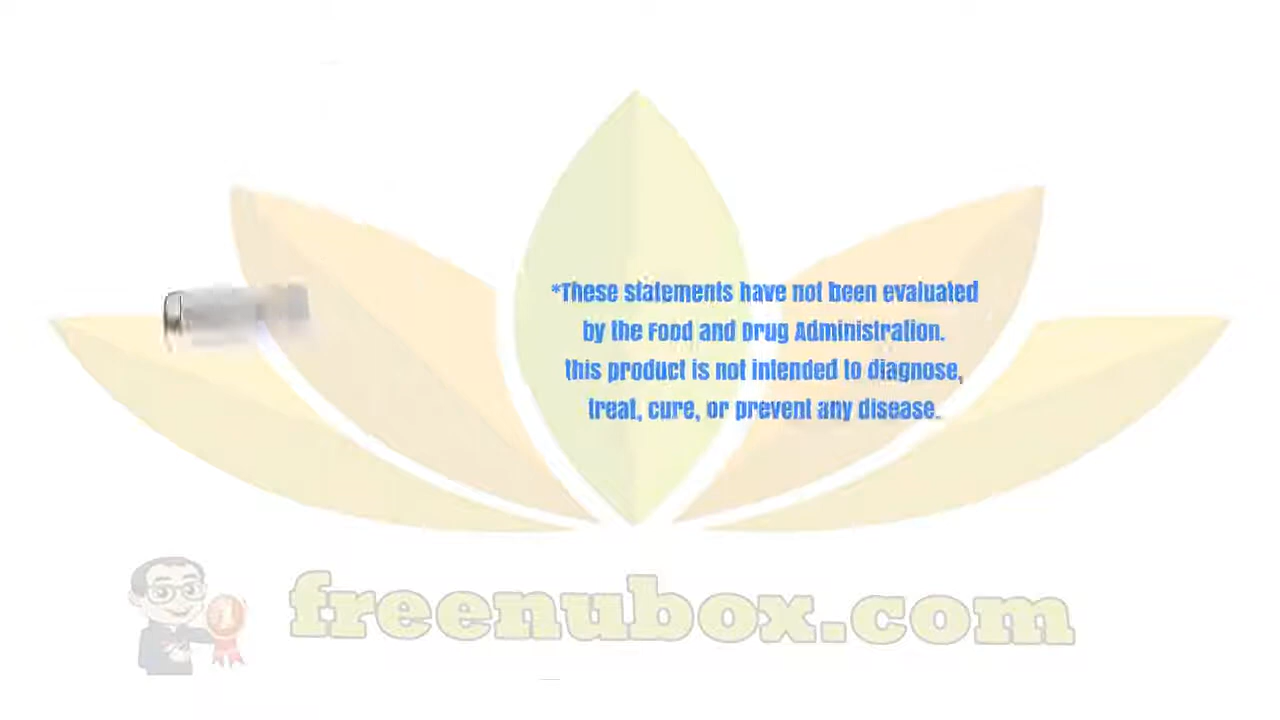 *These statements have not been evaluated
by the Food and Drug Administration.
this product is not intended to diagnose,
treat, cure, or prevent any disease.
freenubox.com